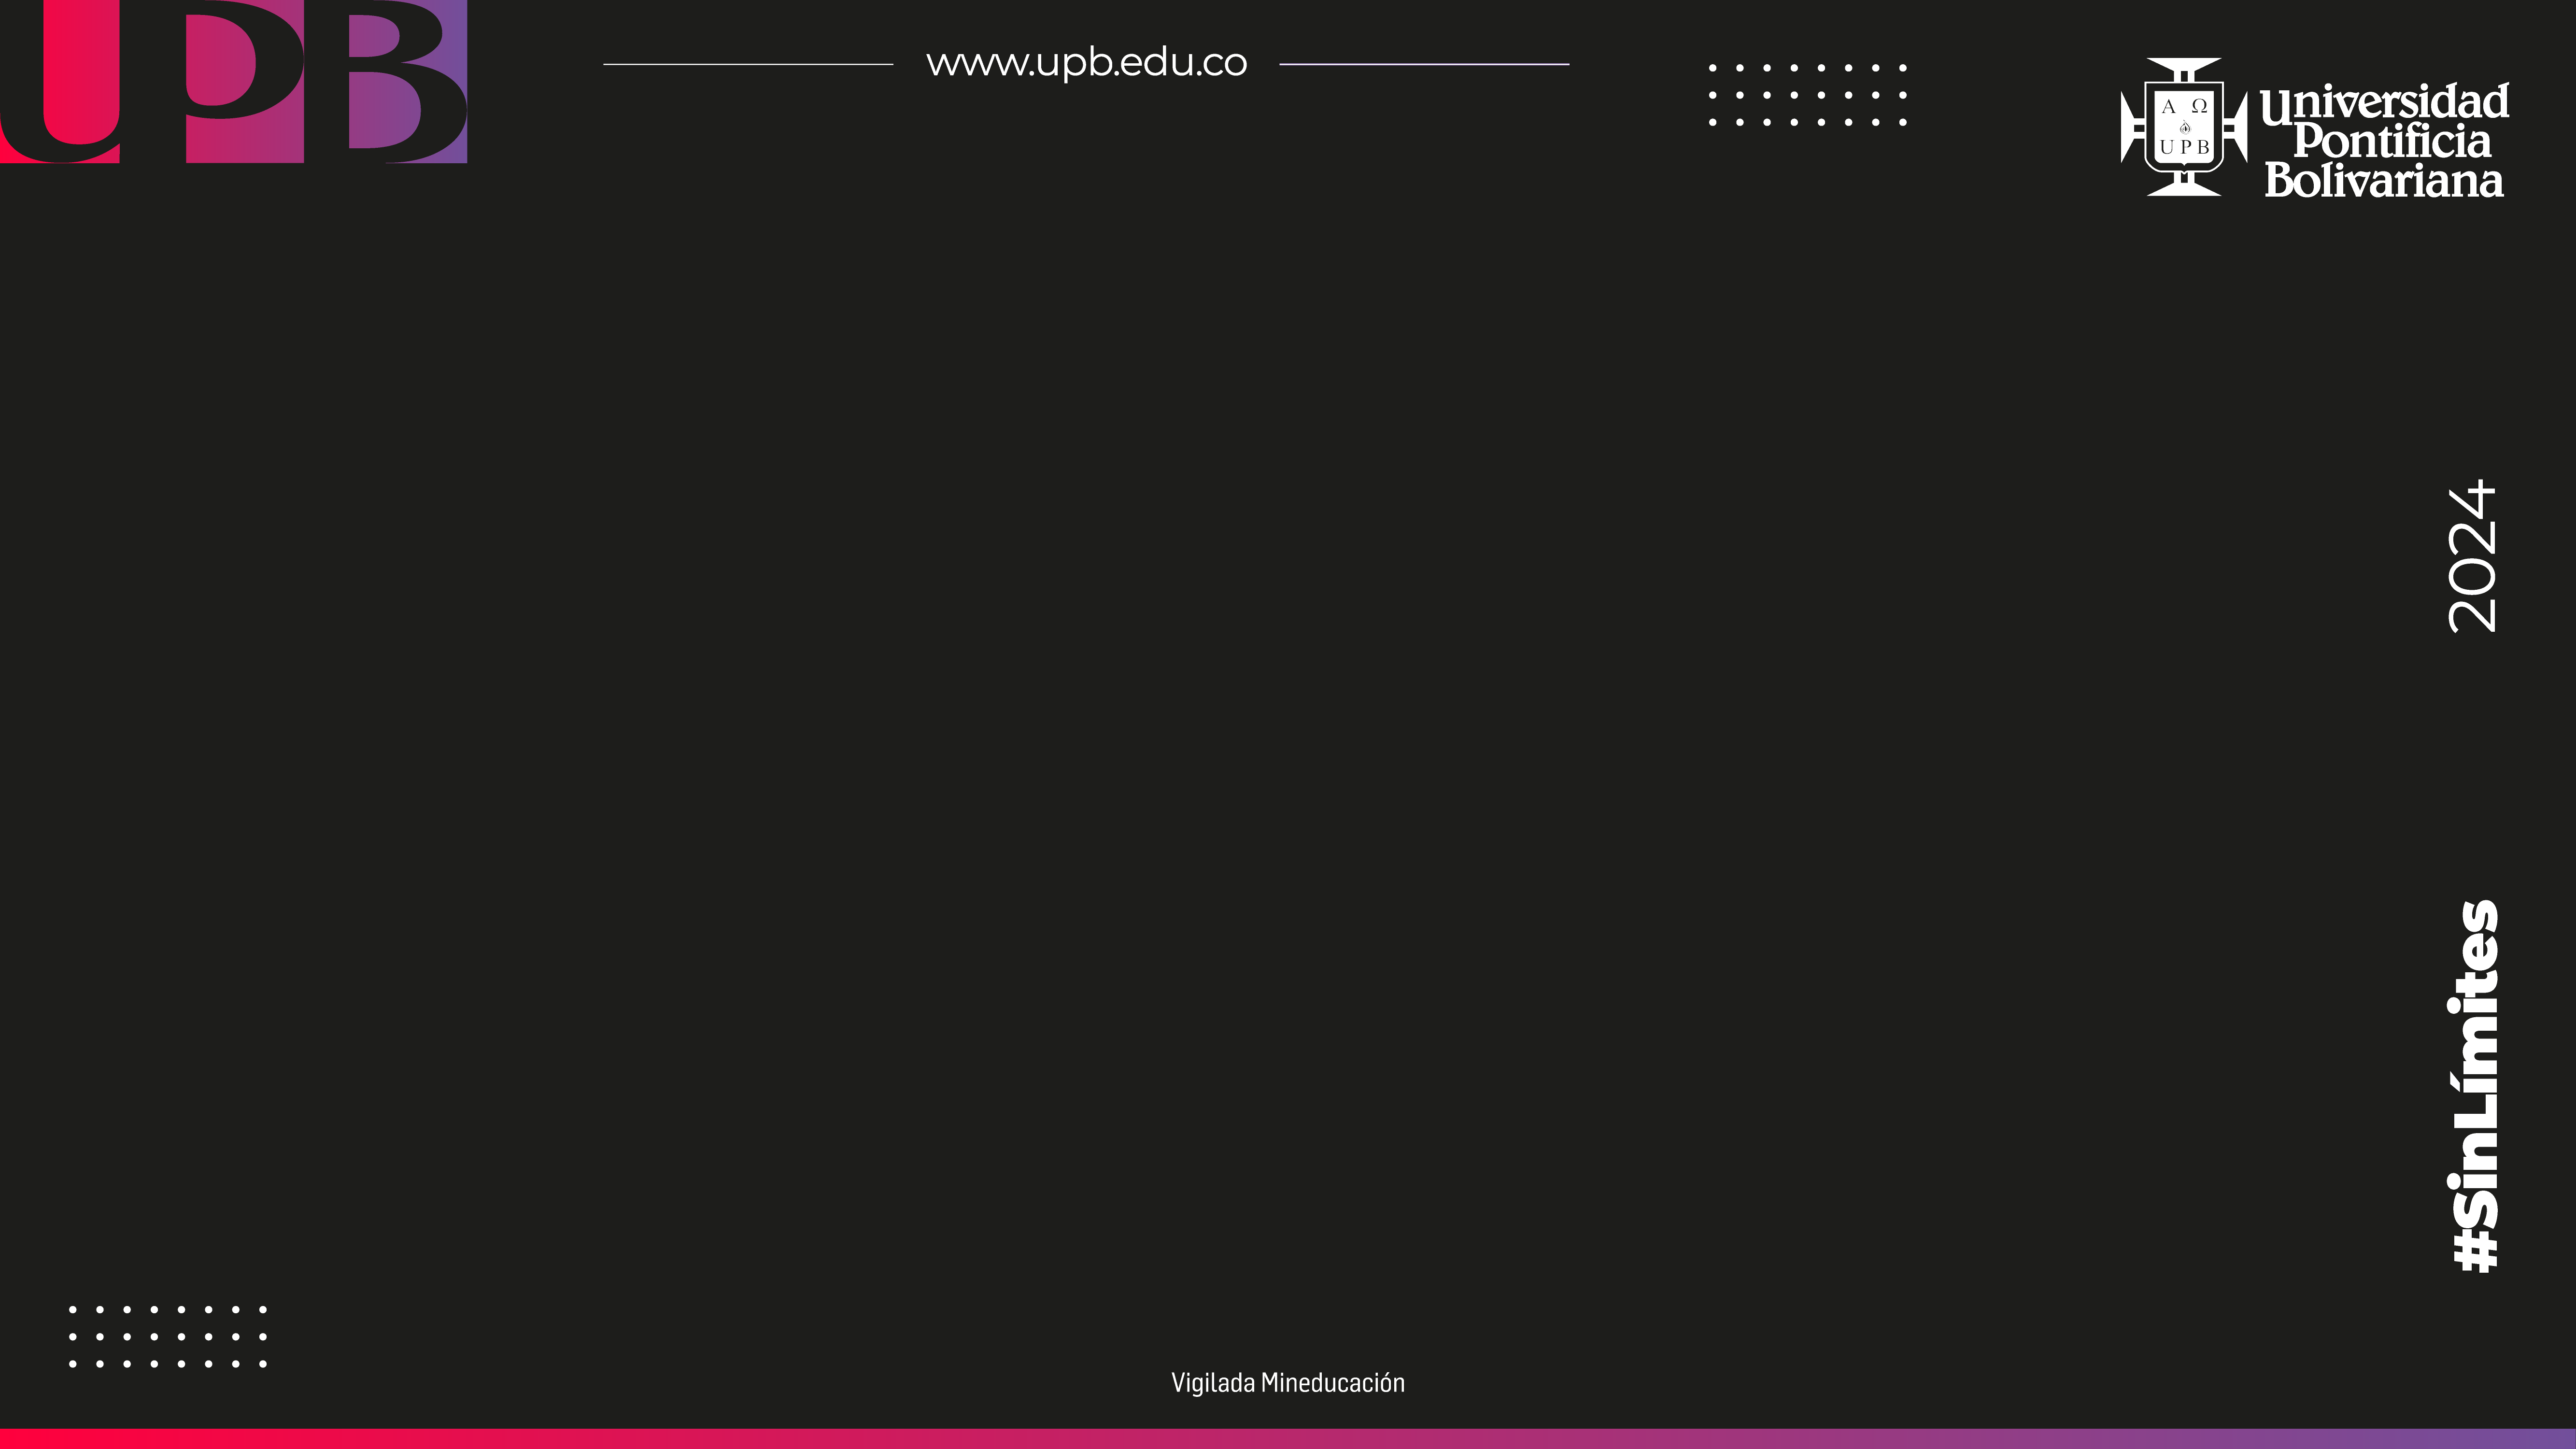 UPB
www.upb.edu.co
Α Ω
UPB
Universidad
Pontificia
Bolivariana
2024
#sinLímites
Vigilada Mineducación